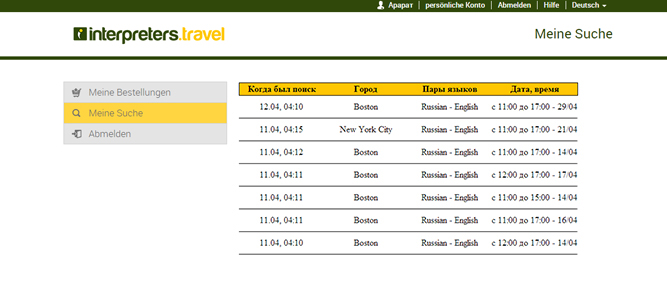 Арарат persönliche Konto Abmelden Hilfe Deutsch
interpreters.travel
Meine Suche
Meine Bestellungen
Meine Suche
Abmelden
Когда был поиск Город Пары языков Дата, время
12.04, 04:10 Boston Russian - English с 11:00 до 17:00 - 29/04
11.04, 04:15 New York City Russian - English с 11:00 до 17:00 - 21/04
11.04, 04:12 Boston Russian - English с 11:00 до 17:00 - 14/04
11.04, 04:11 Boston Russian - English с 12:00 до 17:00 - 17/04
11.04, 04:11 Boston Russian - English с 11:00 до 15:00 - 14/04
11.04, 04:11 Boston Russian - English с 11:00 до 17:00 - 16/04
11.04, 04:10 Boston Russian - English с 12:00 до 17:00 - 14/04